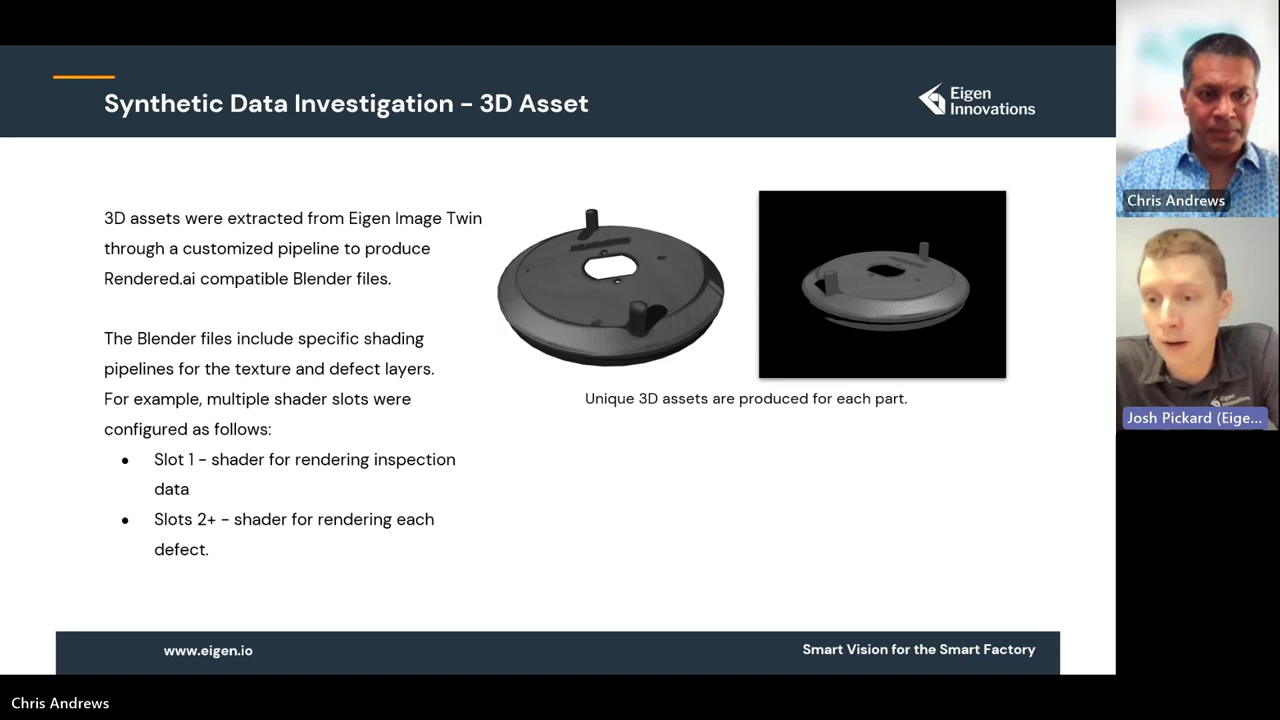 Synthetic Data Investigation - 3D Asset
Eigen
Innovations
3D assets were extracted from Eigen Image Twin
through a customized pipeline to produce
Rendered.ai compatible Blender files.
The Blender files include specific shading
pipelines for the texture and defect layers.
For example, multiple shader slots were
configured as follows:
● Slot 1 – shader for rendering inspection
data
● Slots 2+ – shader for rendering each
defect.
Unique 3D assets are produced for each part.
www.eigen.io
Smart Vision for the Smart Factory
Chris Andrews
Eigen
Josh Pickard (Eige...
Chris Andrews